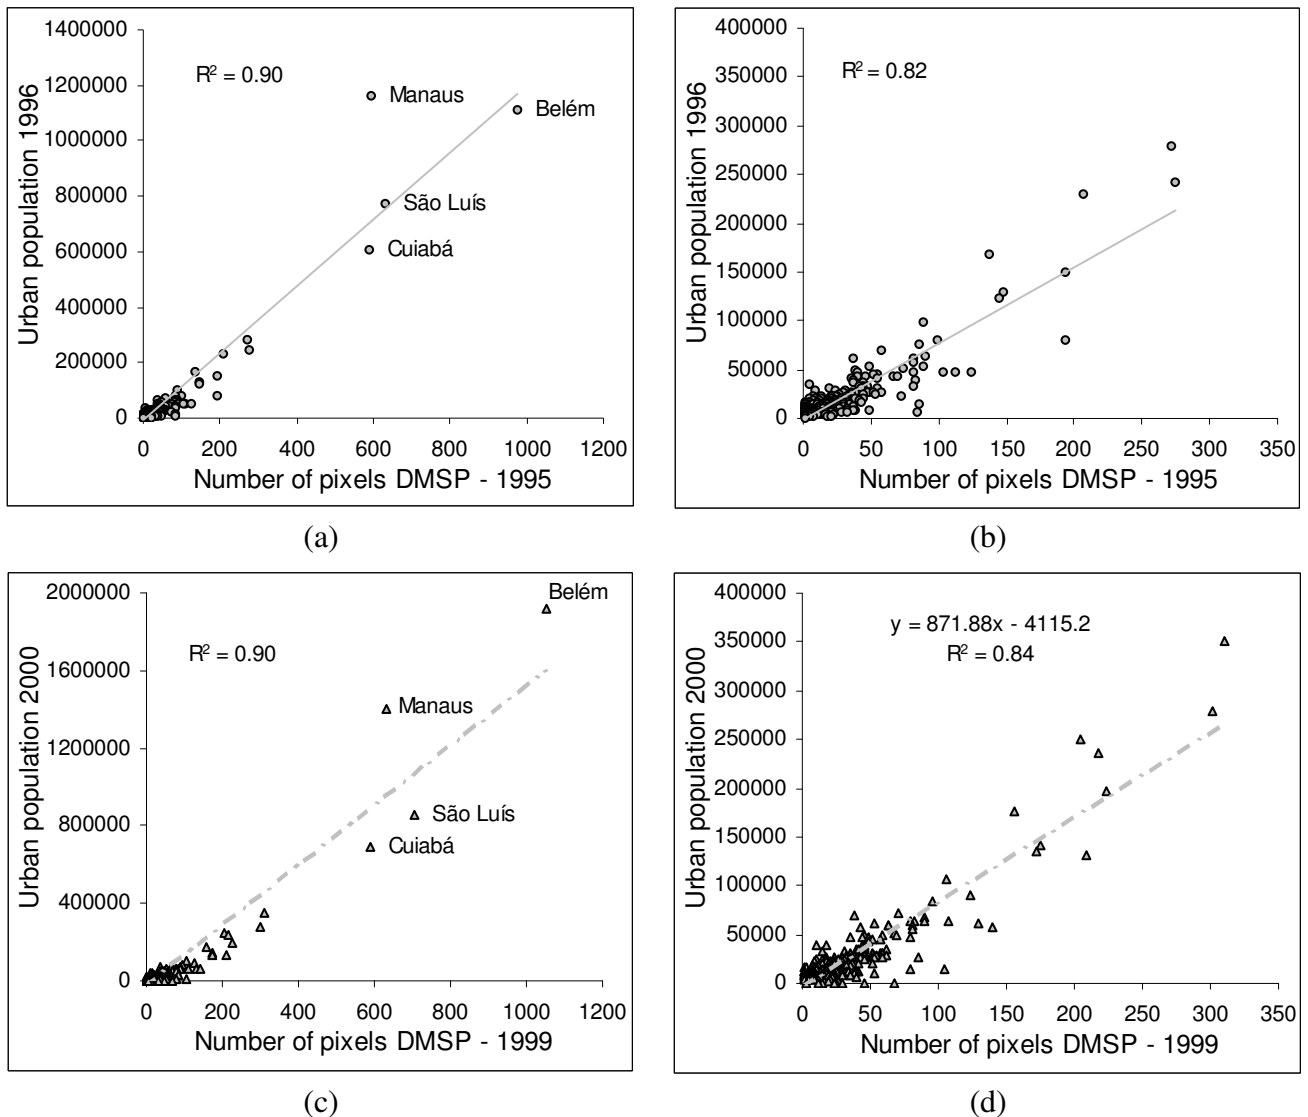 1400000
1200000
1000000
800000
600000
400000
200000
0
Urban population 1996
R² = 0.90
Manaus
Belém
São Luís
Cuiabá
0 200 400 600 800 1000 1200
Number of pixels DMSP - 1995
(a)
400000
350000
300000
250000
200000
150000
100000
50000
0
Urban population 1996
R² = 0.82
0 50 100 150 200 250 300 350
Number of pixels DMSP - 1995
(b)
2000000
1600000
1200000
800000
400000
0
Urban population 2000
R² = 0.90
Belém
Manaus
São Luís
Cuiabá
0 200 400 600 800 1000 1200
Number of pixels DMSP - 1999
(c)
400000
350000
300000
250000
200000
150000
100000
50000
0
Urban population 2000
y = 871.88x - 4115.2
R² = 0.84
0 50 100 150 200 250 300 350
Number of pixels DMSP - 1999
(d)